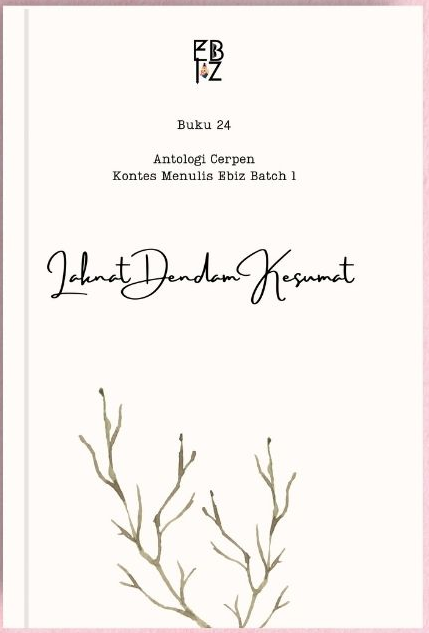 EB
IZ
Buku 24
Antologi Cerpen
Kontes Menulis Ebiz Batch 1
Laknat Dendam Kesumat